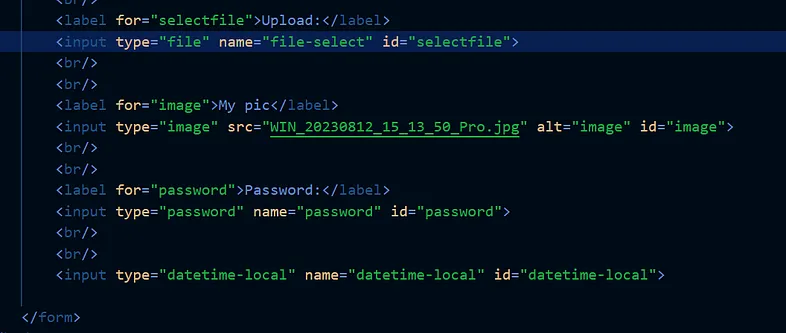 <br/>
<label for="selectfile">Upload:</label>
<input type="file" name="file-select" id="selectfile">
<br/>
<br/>
<label for="image">My pic</label>
<input type="image" src="WIN_20230812_15_13_50_Pro.jpg" alt="image" id="image">
<br/>
<br/>
<label for="password">Password:</label>
<input type="password" name="password" id="password">
<br/>
<br/>
<input type="datetime-local" name="datetime-local" id="datetime-local">
</form>